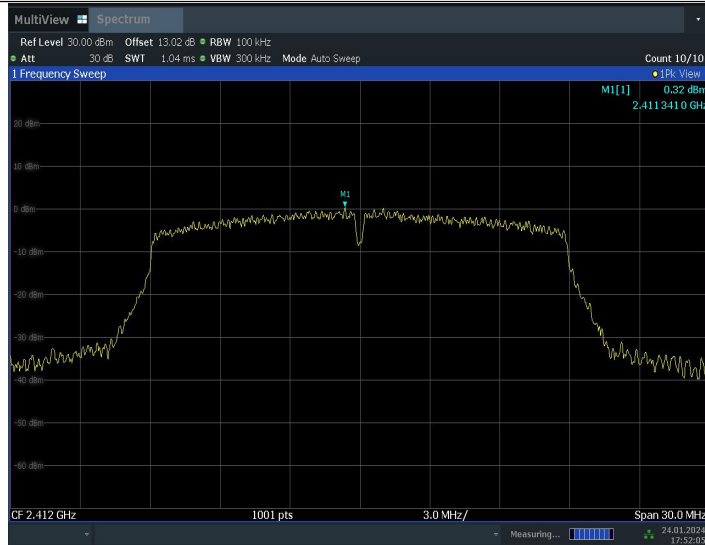 MultiView Spectrum
Ref Level 30.00 dBm Offset 13.02 dB RBW 100 kHz
Att 30 dB SWT 1.04 ms VBW 300 kHz Mode Auto Sweep Count 10/10
1 Frequency Sweep 1Pk View
M1[1] 0.32 dBm
2.4113410 GHz
20 dBm
10 dBm
M1
0 dBm
-10 dBm
-20 dBm
-30 dBm
-40 dBm
-50 dBm
-60 dBm
CF 2.412 GHz 1001 pts 3.0 MHz/ Span 30.0 MHz
Measuring... 24.01.2024
17:52:05